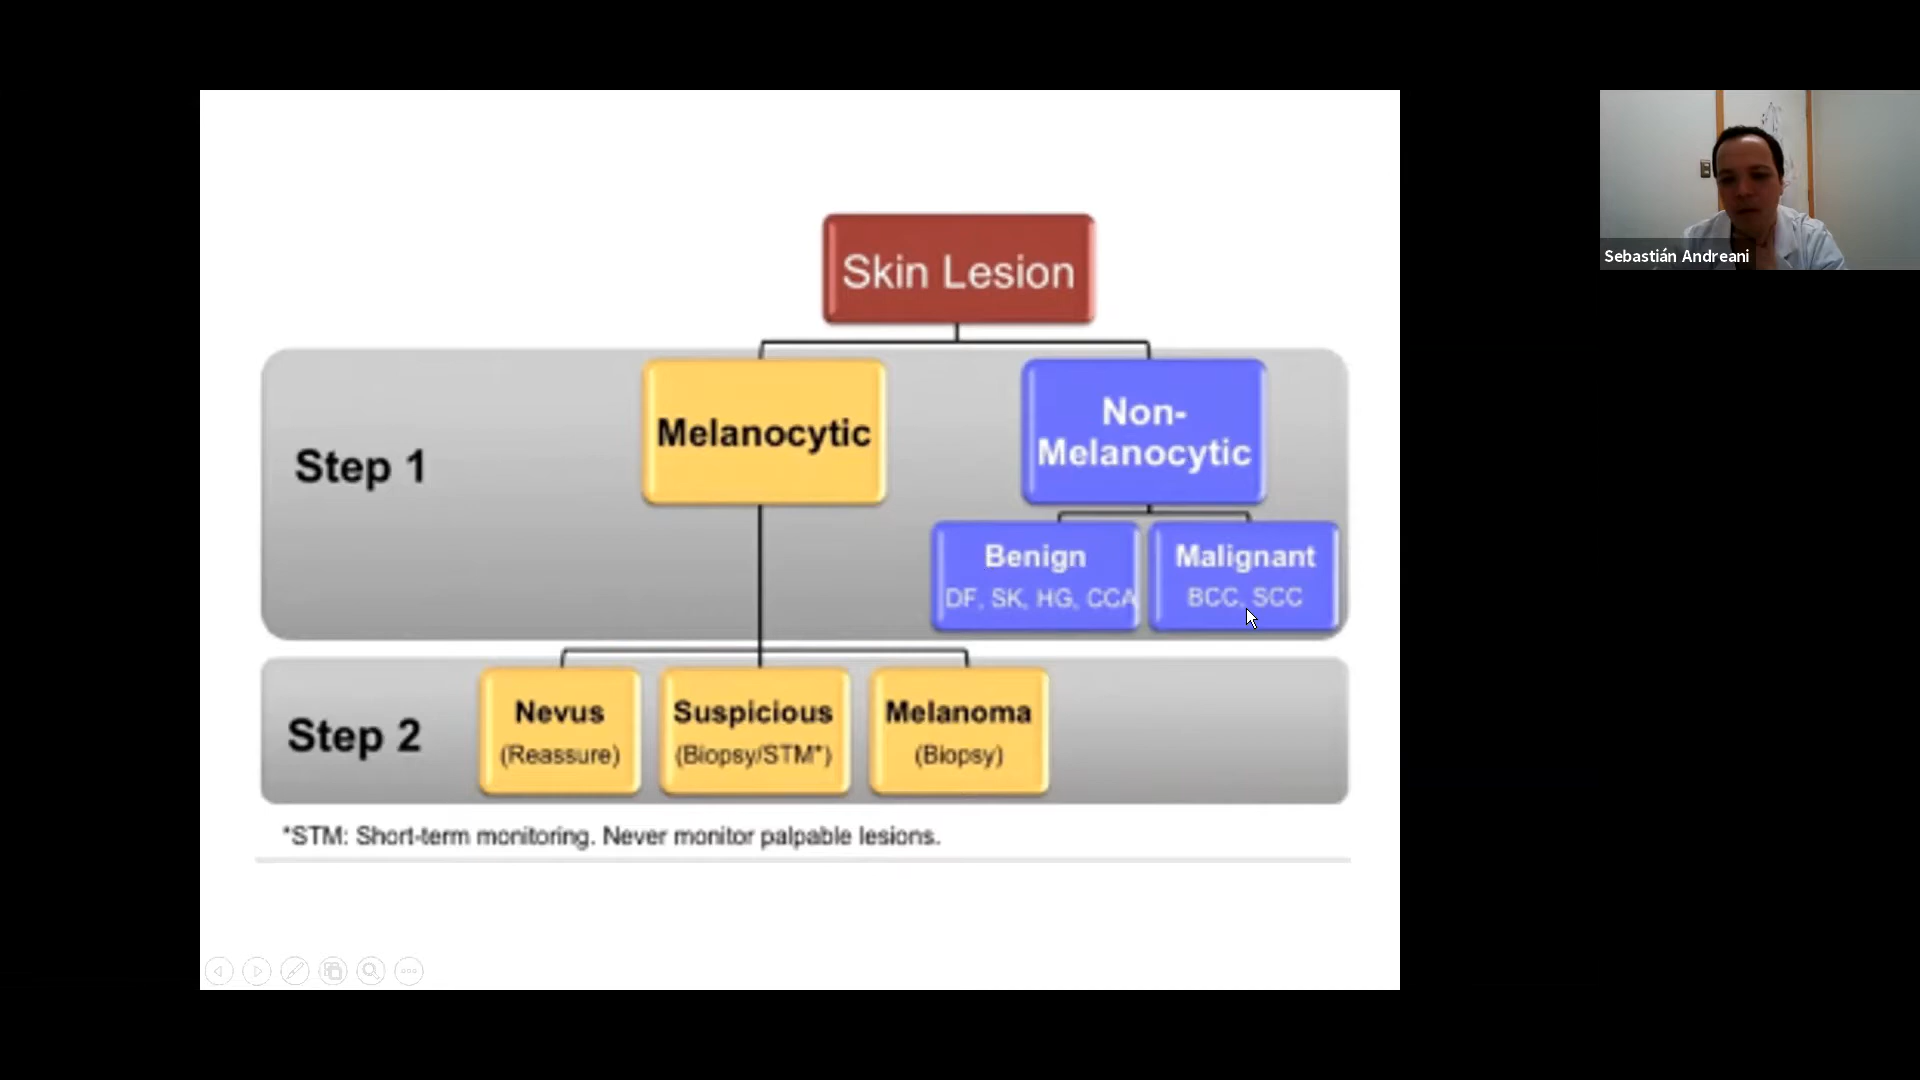 Skin Lesion
Step 1
Melanocytic
Non-
Melanocytic
Benign
DF, SK, HG, CCA
Malignant
BCC, SCC
Step 2
Nevus
(Reassure)
Suspicious
(Biopsy/STM*)
Melanoma
(Biopsy)
*STM: Short-term monitoring. Never monitor palpable lesions.
Sebastián Andreani